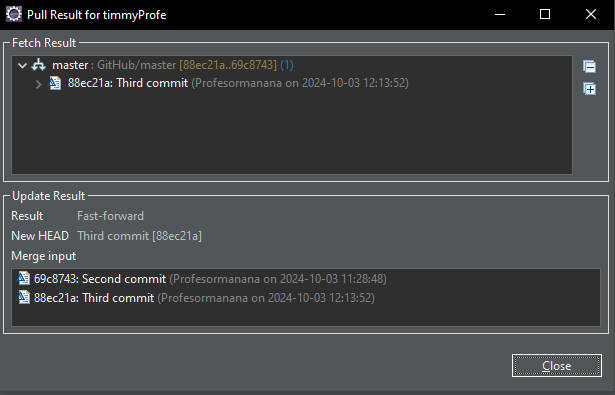 Pull Result for timmyProfe
Fetch Result
master : GitHub/master [88ec21a..69c8743] (1)
88ec21a: Third commit (Profesormanana on 2024-10-03 12:13:52)
Update Result
Result Fast-forward
New HEAD Third commit [88ec21a]
Merge input
69c8743: Second commit (Profesormanana on 2024-10-03 11:28:48)
88ec21a: Third commit (Profesormanana on 2024-10-03 12:13:52)
Close